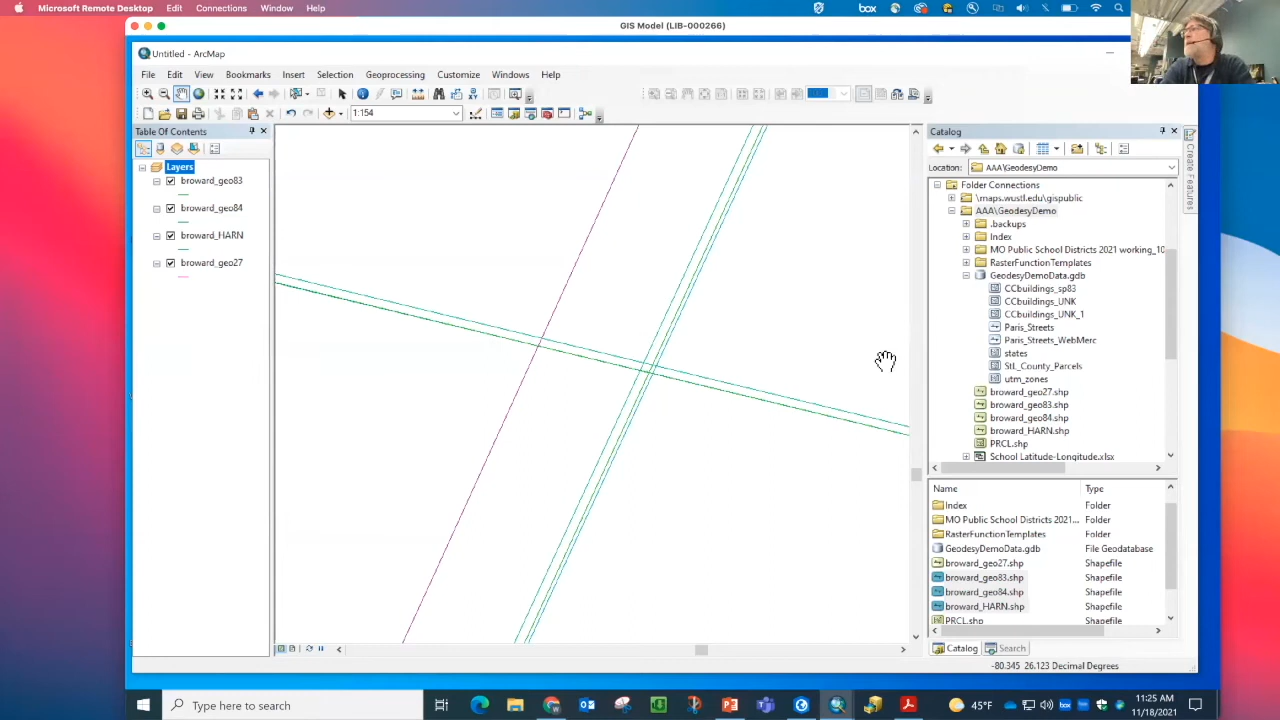 Microsoft Remote Desktop Edit Connections Window Help
box
GIS Model (LIB-000266)
Untitled - ArcMap
File Edit View Bookmarks Insert Selection Geoprocessing Customize Windows Help
1:154
Table Of Contents
Layers
broward_geo83
broward_geo84
broward_HARN
broward_geo27
Catalog
Location: AAA\GeodesyDemo
Folder Connections
\\maps.wustl.edu\gispublic
AAA\GeodesyDemo
.backups
Index
MO Public School Districts 2021 working_10
RasterFunctionTemplates
GeodesyDemoData.gdb
CCbuildings_sp83
CCbuildings_UNK
CCbuildings_UNK_1
Paris_Streets
Paris_Streets_WebMerc
states
StL_County_Parcels
utm_zones
broward_geo27.shp
broward_geo83.shp
broward_geo84.shp
broward_HARN.shp
PRCL.shp
School Latitude-Longitude.xlsx
Create Features
Name Type
Index Folder
MO Public School Districts 2021... Folder
RasterFunctionTemplates Folder
GeodesyDemoData.gdb File Geodatabase
broward_geo27.shp Shapefile
broward_geo83.shp Shapefile
broward_geo84.shp Shapefile
broward_HARN.shp Shapefile
PRCL.shp Shapefile
Catalog Search
-80.345 26.123 Decimal Degrees
Type here to search
45°F
box
11:25 AM
11/18/2021